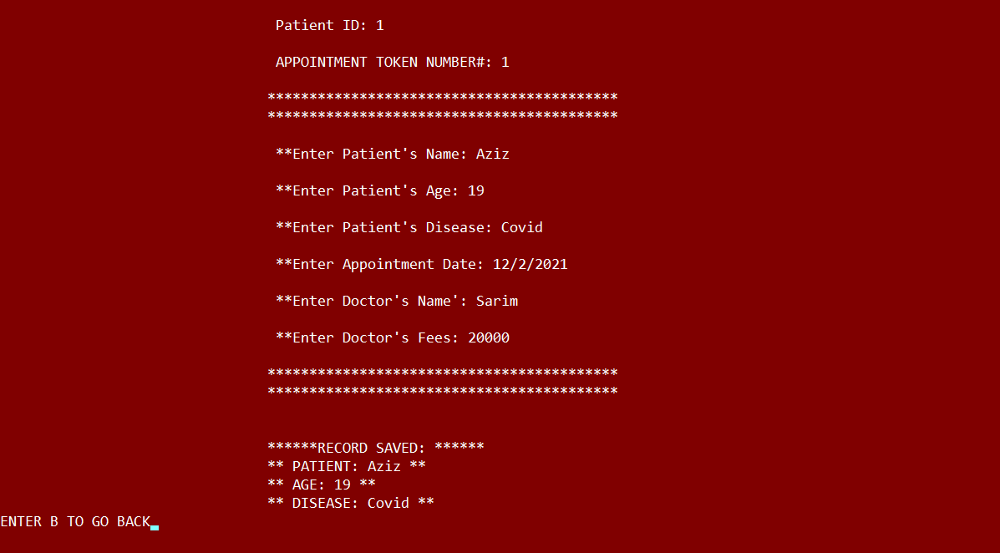 Patient ID: 1
APPOINTMENT TOKEN NUMBER#: 1
******************************************
******************************************
**Enter Patient's Name: Aziz
**Enter Patient's Age: 19
**Enter Patient's Disease: Covid
**Enter Appointment Date: 12/2/2021
**Enter Doctor's Name': Sarim
**Enter Doctor's Fees: 20000
******************************************
******************************************
******RECORD SAVED: ******
** PATIENT: Aziz **
** AGE: 19 **
** DISEASE: Covid **
ENTER B TO GO BACK